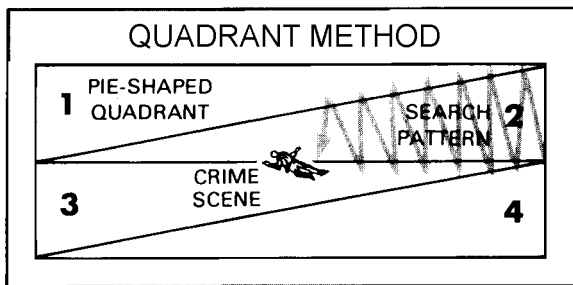 QUADRANT METHOD
1
PIE-SHAPED
QUADRANT
SEARCH
PATTERN
2
CRIME
SCENE
3
4